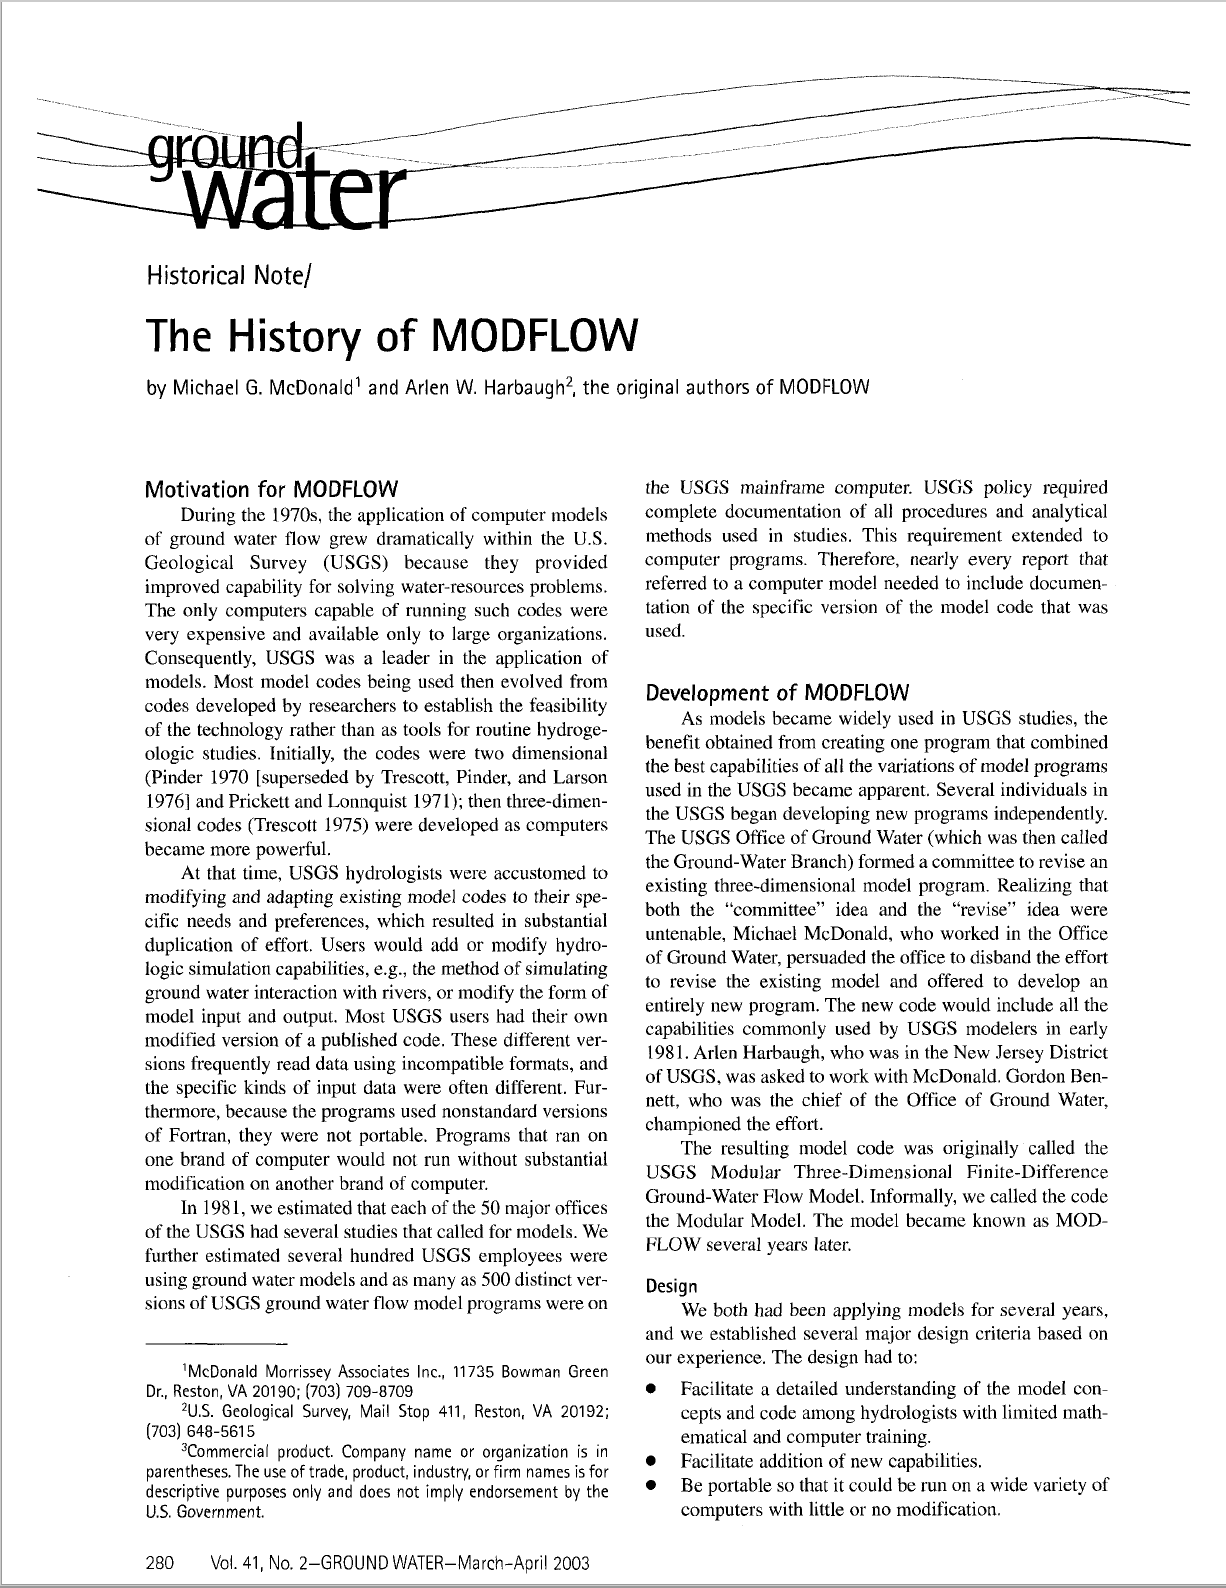 ground
water
Historical Note/
The History of MODFLOW
by Michael G. McDonald¹ and Arlen W. Harbaugh², the original authors of MODFLOW
Motivation for MODFLOW
During the 1970s, the application of computer models
of ground water flow grew dramatically within the U.S.
Geological Survey (USGS) because they provided
improved capability for solving water-resources problems.
The only computers capable of running such codes were
very expensive and available only to large organizations.
Consequently, USGS was a leader in the application of
models. Most model codes being used then evolved from
codes developed by researchers to establish the feasibility
of the technology rather than as tools for routine hydroge-
ologic studies. Initially, the codes were two dimensional
(Pinder 1970 [superseded by Trescott, Pinder, and Larson
1976] and Prickett and Lonnquist 1971); then three-dimen-
sional codes (Trescott 1975) were developed as computers
became more powerful.
At that time, USGS hydrologists were accustomed to
modifying and adapting existing model codes to their spe-
cific needs and preferences, which resulted in substantial
duplication of effort. Users would add or modify hydro-
logic simulation capabilities, e.g., the method of simulating
ground water interaction with rivers, or modify the form of
model input and output. Most USGS users had their own
modified version of a published code. These different ver-
sions frequently read data using incompatible formats, and
the specific kinds of input data were often different. Fur-
thermore, because the programs used nonstandard versions
of Fortran, they were not portable. Programs that ran on
one brand of computer would not run without substantial
modification on another brand of computer.
In 1981, we estimated that each of the 50 major offices
of the USGS had several studies that called for models. We
further estimated several hundred USGS employees were
using ground water models and as many as 500 distinct ver-
sions of USGS ground water flow model programs were on
¹McDonald Morrissey Associates Inc., 11735 Bowman Green
Dr., Reston, VA 20190; (703) 709-8709
²U.S. Geological Survey, Mail Stop 411, Reston, VA 20192;
(703) 648-5615
³Commercial product. Company name or organization is in
parentheses. The use of trade, product, industry, or firm names is for
descriptive purposes only and does not imply endorsement by the
U.S. Government.
the USGS mainframe computer. USGS policy required
complete documentation of all procedures and analytical
methods used in studies. This requirement extended to
computer programs. Therefore, nearly every report that
referred to a computer model needed to include documen-
tation of the specific version of the model code that was
used.
Development of MODFLOW
As models became widely used in USGS studies, the
benefit obtained from creating one program that combined
the best capabilities of all the variations of model programs
used in the USGS became apparent. Several individuals in
the USGS began developing new programs independently.
The USGS Office of Ground Water (which was then called
the Ground-Water Branch) formed a committee to revise an
existing three-dimensional model program. Realizing that
both the “committee” idea and the “revise” idea were
untenable, Michael McDonald, who worked in the Office
of Ground Water, persuaded the office to disband the effort
to revise the existing model and offered to develop an
entirely new program. The new code would include all the
capabilities commonly used by USGS modelers in early
1981. Arlen Harbaugh, who was in the New Jersey District
of USGS, was asked to work with McDonald. Gordon Ben-
nett, who was the chief of the Office of Ground Water,
championed the effort.
The resulting model code was originally called the
USGS Modular Three-Dimensional Finite-Difference
Ground-Water Flow Model. Informally, we called the code
the Modular Model. The model became known as MOD-
FLOW several years later.
Design
We both had been applying models for several years,
and we established several major design criteria based on
our experience. The design had to:
● Facilitate a detailed understanding of the model con-
cepts and code among hydrologists with limited math-
ematical and computer training.
● Facilitate addition of new capabilities.
● Be portable so that it could be run on a wide variety of
computers with little or no modification.
280 Vol. 41, No. 2–GROUND WATER–March–April 2003